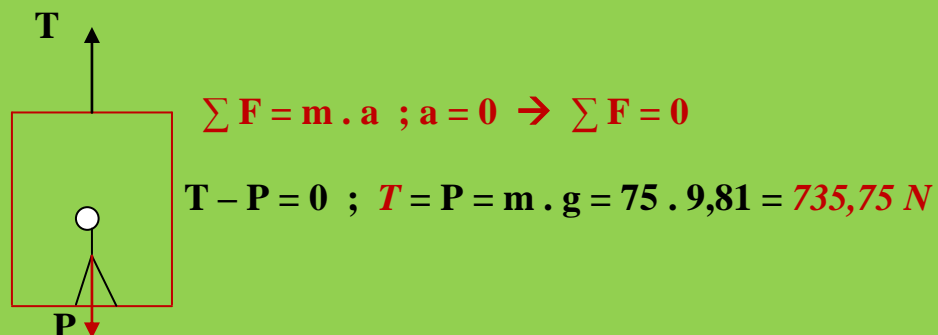 T
∑ F = m . a ; a = 0 → ∑ F = 0
T – P = 0 ; T = P = m . g = 75 . 9,81 = 735,75 N
P